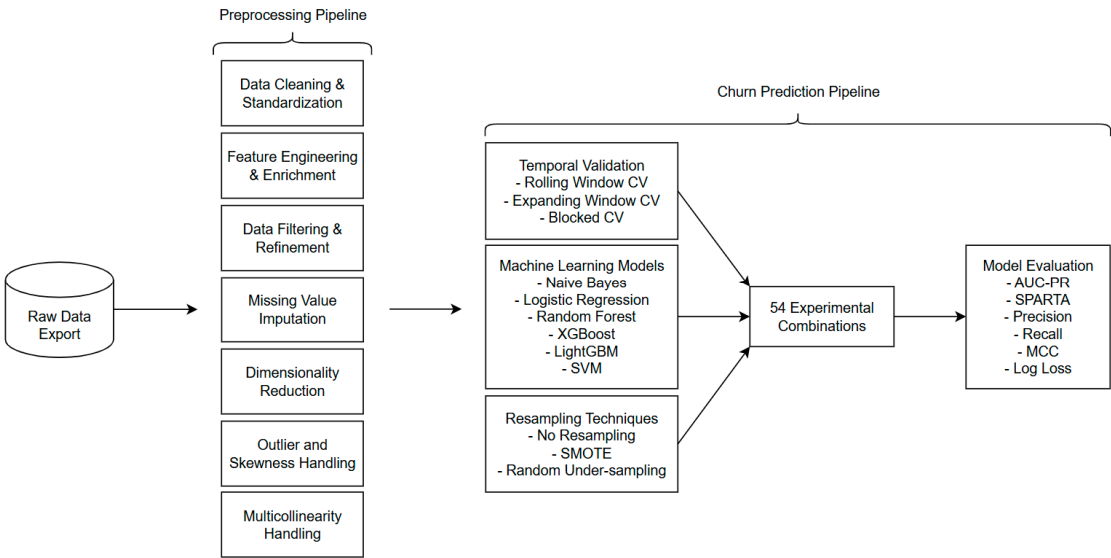 Preprocessing Pipeline
Data Cleaning &
Standardization
Feature Engineering
& Enrichment
Data Filtering &
Refinement
Missing Value
Imputation
Dimensionality
Reduction
Outlier and
Skewness Handling
Multicollinearity
Handling
Raw Data
Export
Churn Prediction Pipeline
Temporal Validation
- Rolling Window CV
- Expanding Window CV
- Blocked CV
Machine Learning Models
- Naive Bayes
- Logistic Regression
- Random Forest
- XGBoost
- LightGBM
- SVM
Resampling Techniques
- No Resampling
- SMOTE
- Random Under-sampling
54 Experimental
Combinations
Model Evaluation
- AUC-PR
- SPARTA
- Precision
- Recall
- MCC
- Log Loss